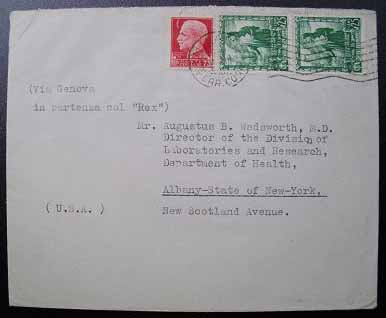 (Via Genova
in partenza col "Rex")
Mr. Augustus B. Wadsworth, M.D.
Director of the Division of
Laboratories and Research,
Department of Health,
Albany-State of New-York.
( U.S.A. )
New Scotland Avenue.